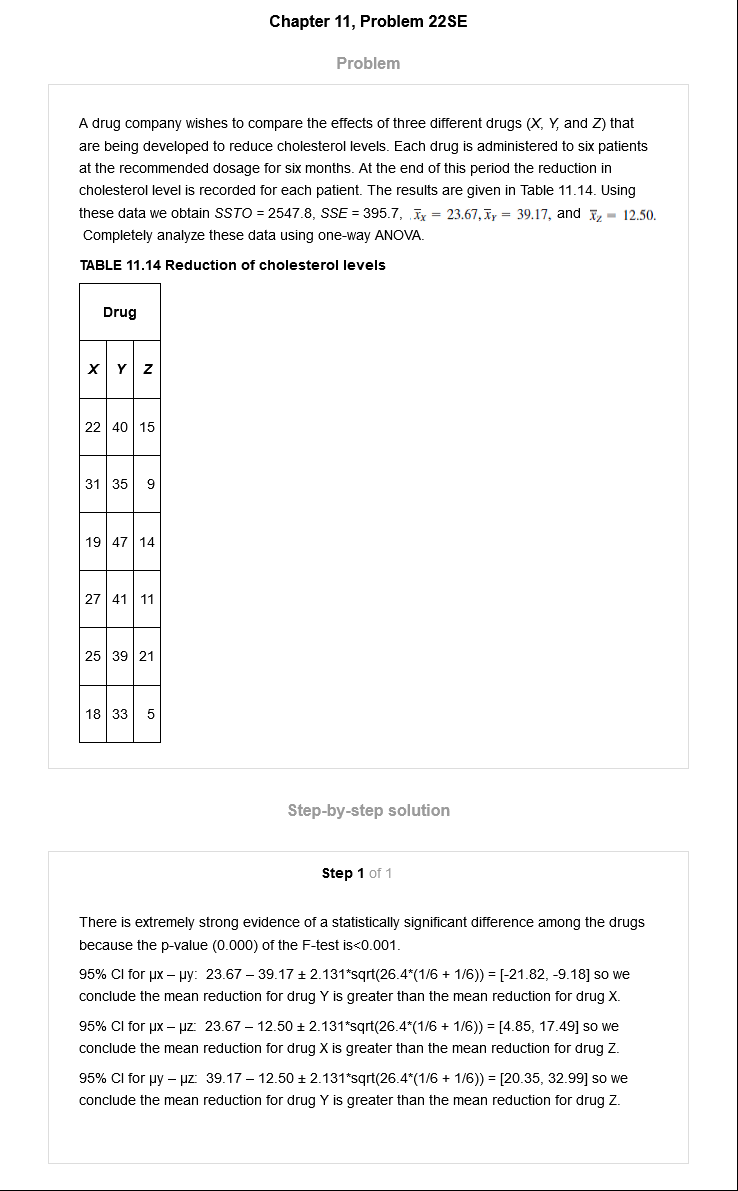 Chapter 11, Problem 22SE
Problem
A drug company wishes to compare the effects of three different drugs (X, Y, and Z) that
are being developed to reduce cholesterol levels. Each drug is administered to six patients
at the recommended dosage for six months. At the end of this period the reduction in
cholesterol level is recorded for each patient. The results are given in Table 11.14. Using
these data we obtain SSTO = 2547.8, SSE = 395.7, x̄X = 23.67, x̄Y = 39.17, and x̄Z = 12.50.
Completely analyze these data using one-way ANOVA.
TABLE 11.14 Reduction of cholesterol levels
Drug
X Y Z
22 40 15
31 35 9
19 47 14
27 41 11
25 39 21
18 33 5
Step-by-step solution
Step 1 of 1
There is extremely strong evidence of a statistically significant difference among the drugs
because the p-value (0.000) of the F-test is<0.001.
95% CI for μx – μy: 23.67 – 39.17 ± 2.131*sqrt(26.4*(1/6 + 1/6)) = [-21.82, -9.18] so we
conclude the mean reduction for drug Y is greater than the mean reduction for drug X.
95% CI for μx – μz: 23.67 – 12.50 ± 2.131*sqrt(26.4*(1/6 + 1/6)) = [4.85, 17.49] so we
conclude the mean reduction for drug X is greater than the mean reduction for drug Z.
95% CI for μy – μz: 39.17 – 12.50 ± 2.131*sqrt(26.4*(1/6 + 1/6)) = [20.35, 32.99] so we
conclude the mean reduction for drug Y is greater than the mean reduction for drug Z.